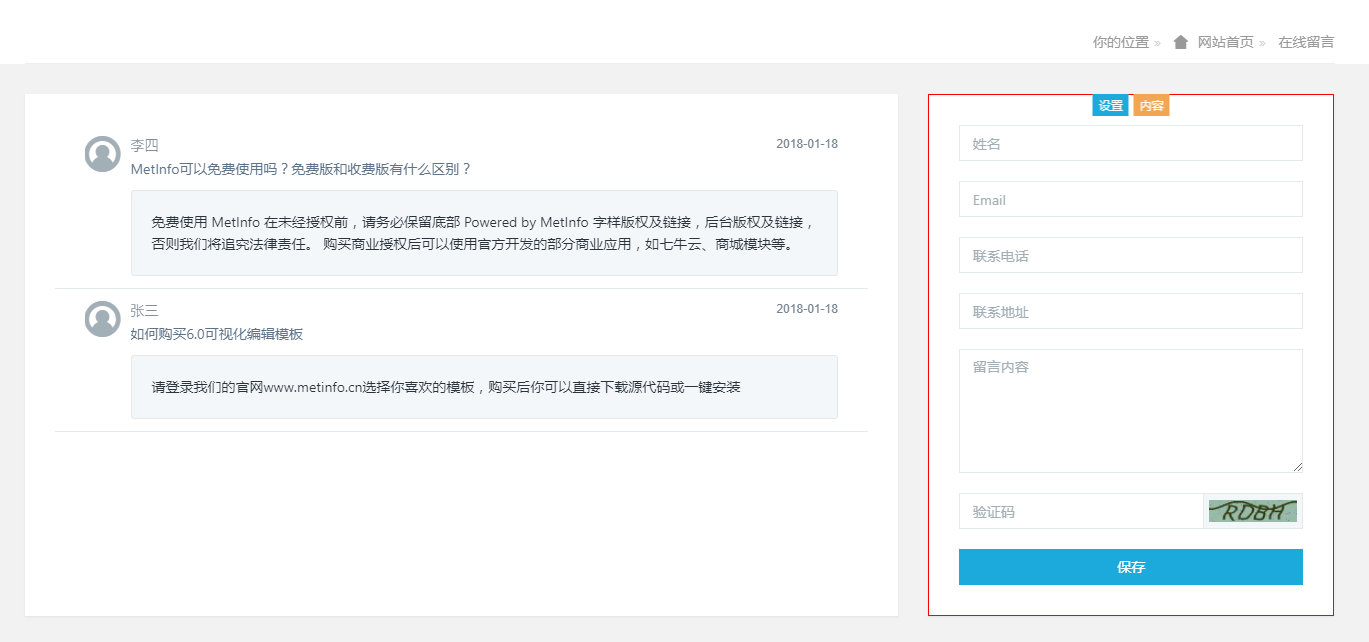 你的位置 » 网站首页 » 在线留言
李四
2018-01-18
MetInfo可以免费使用吗？免费版和收费版有什么区别？
免费使用 MetInfo 在未经授权前，请务必保留底部 Powered by MetInfo 字样版权及链接，后台版权及链接，
否则我们将追究法律责任。 购买商业授权后可以使用官方开发的部分商业应用，如七牛云、商城模块等。
张三
2018-01-18
如何购买6.0可视化编辑模板
请登录我们的官网www.metinfo.cn选择你喜欢的模板，购买后你可以直接下载源代码或一键安装
设置 内容
姓名
Email
联系电话
联系地址
留言内容
验证码
RDBH
保存